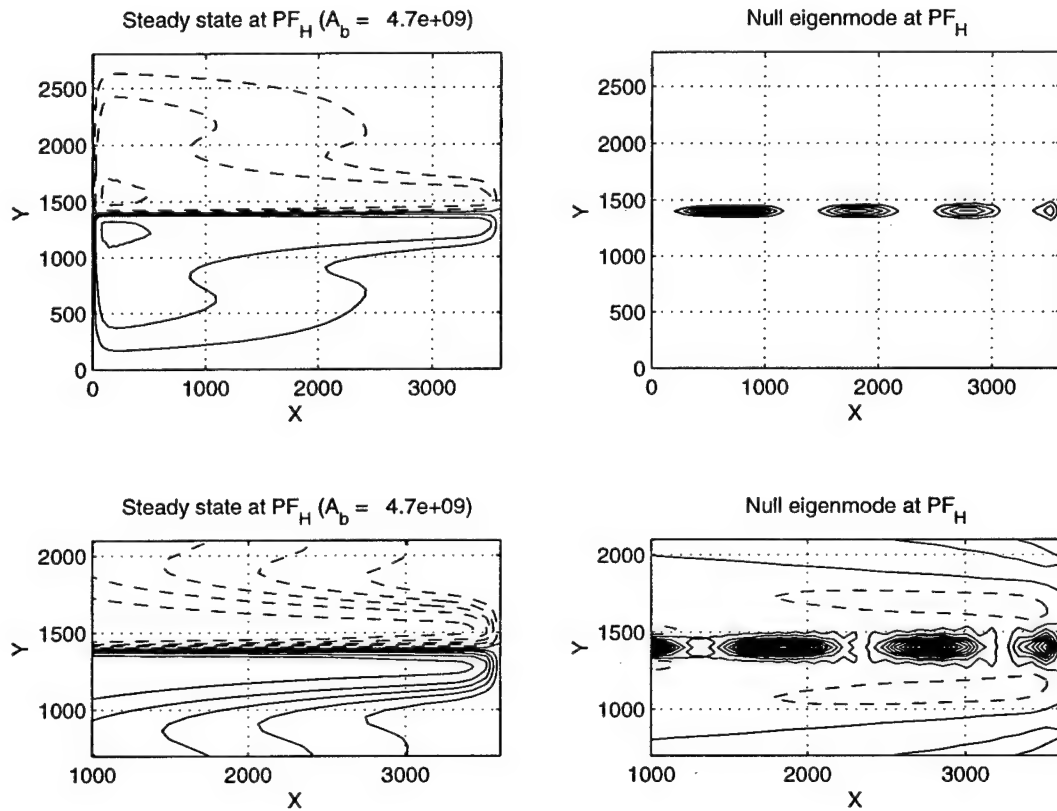 Steady state at PF_H (A_b = 4.7e+09)
Null eigenmode at PF_H
2500
2000
1500
1000
500
0
Y
0 1000 2000 3000
X
2500
2000
1500
1000
500
0
Y
0 1000 2000 3000
X
Steady state at PF_H (A_b = 4.7e+09)
Null eigenmode at PF_H
2000
1500
1000
Y
1000 2000 3000
X
2000
1500
1000
Y
1000 2000 3000
X